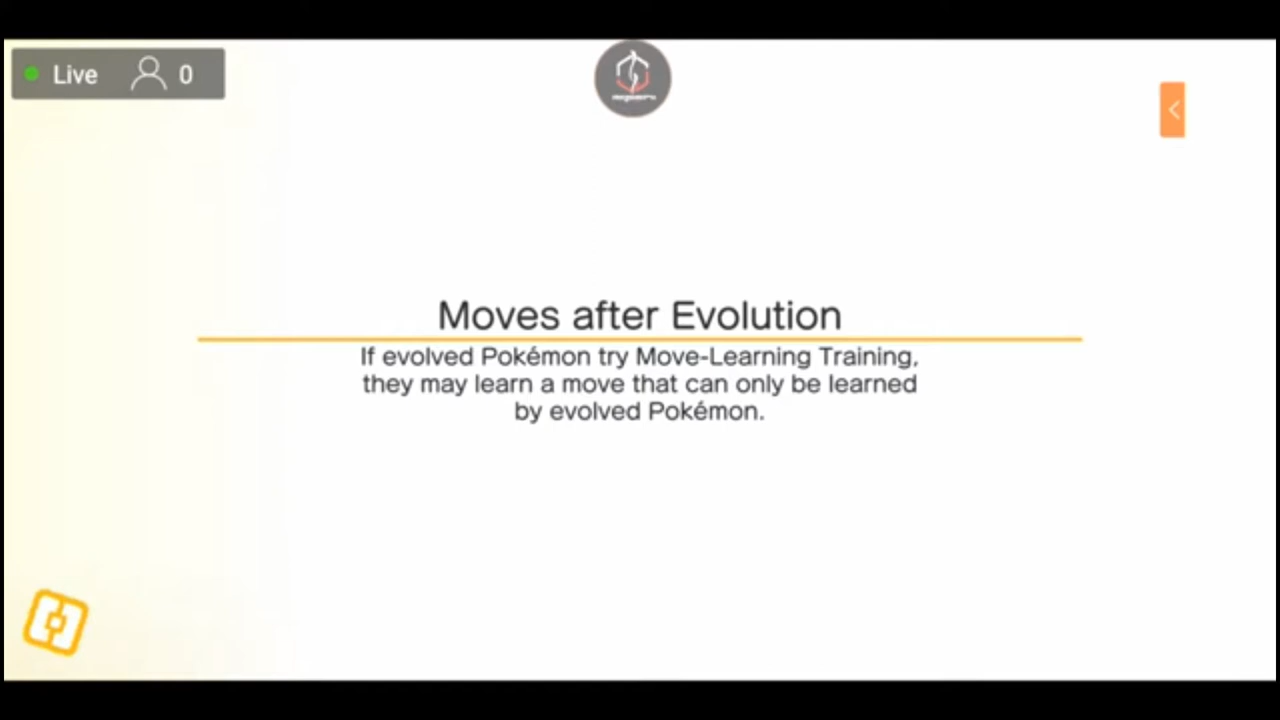 Live 0
Moves after Evolution
If evolved Pokémon try Move-Learning Training,
they may learn a move that can only be learned
by evolved Pokémon.